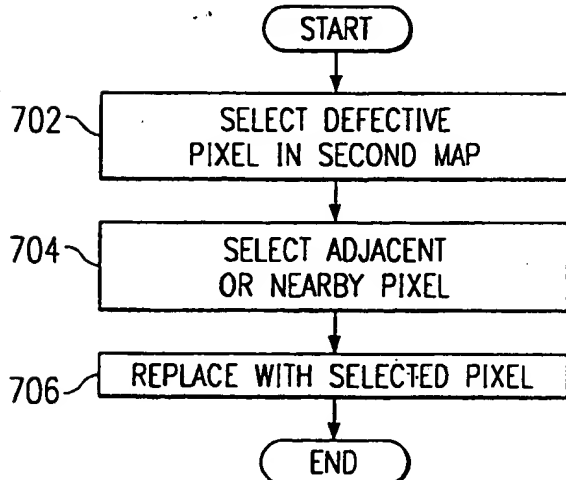 START
702
SELECT DEFECTIVE
PIXEL IN SECOND MAP
704
SELECT ADJACENT
OR NEARBY PIXEL
706
REPLACE WITH SELECTED PIXEL
END